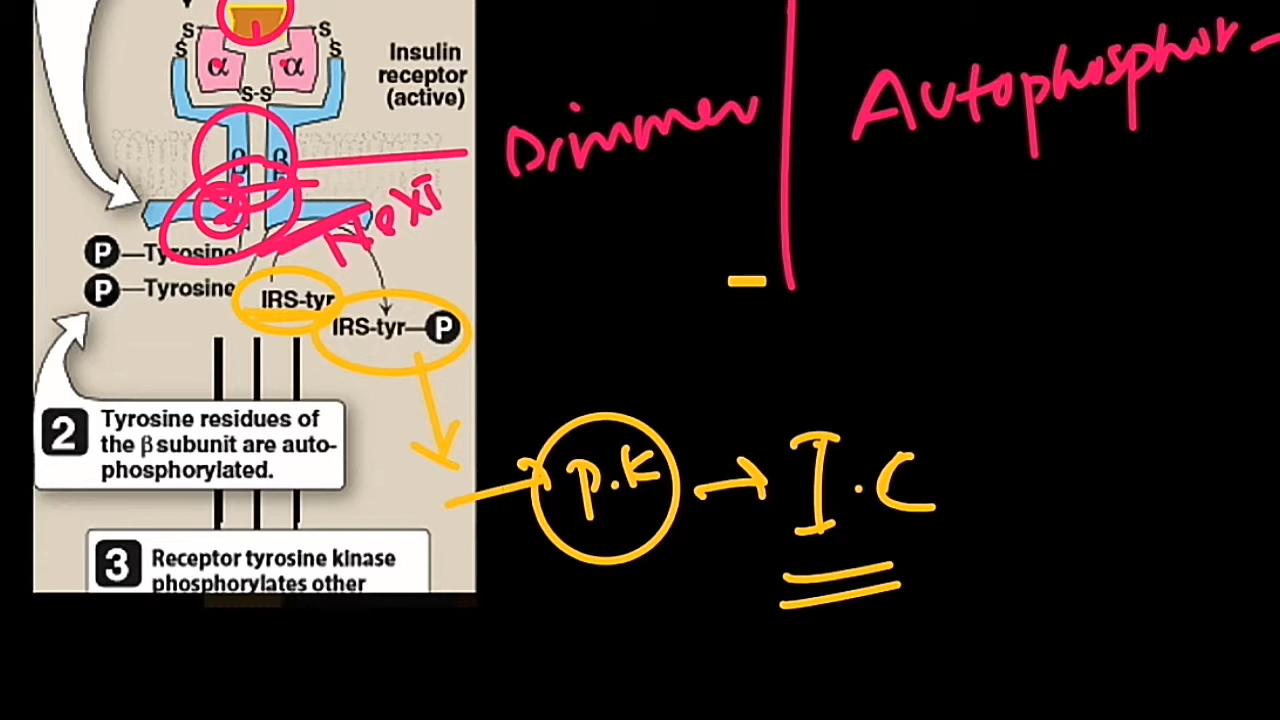 S S
S S
α α
S-S
Insulin
receptor
(active)
Dimmer
Autophosphor-
β β
Next
P—Tyrosine
P—Tyrosine
IRS-tyr
IRS-tyr—P
2 Tyrosine residues of
the β subunit are auto-
phosphorylated.
P.K → I.C
3 Receptor tyrosine kinase
phosphorylates other